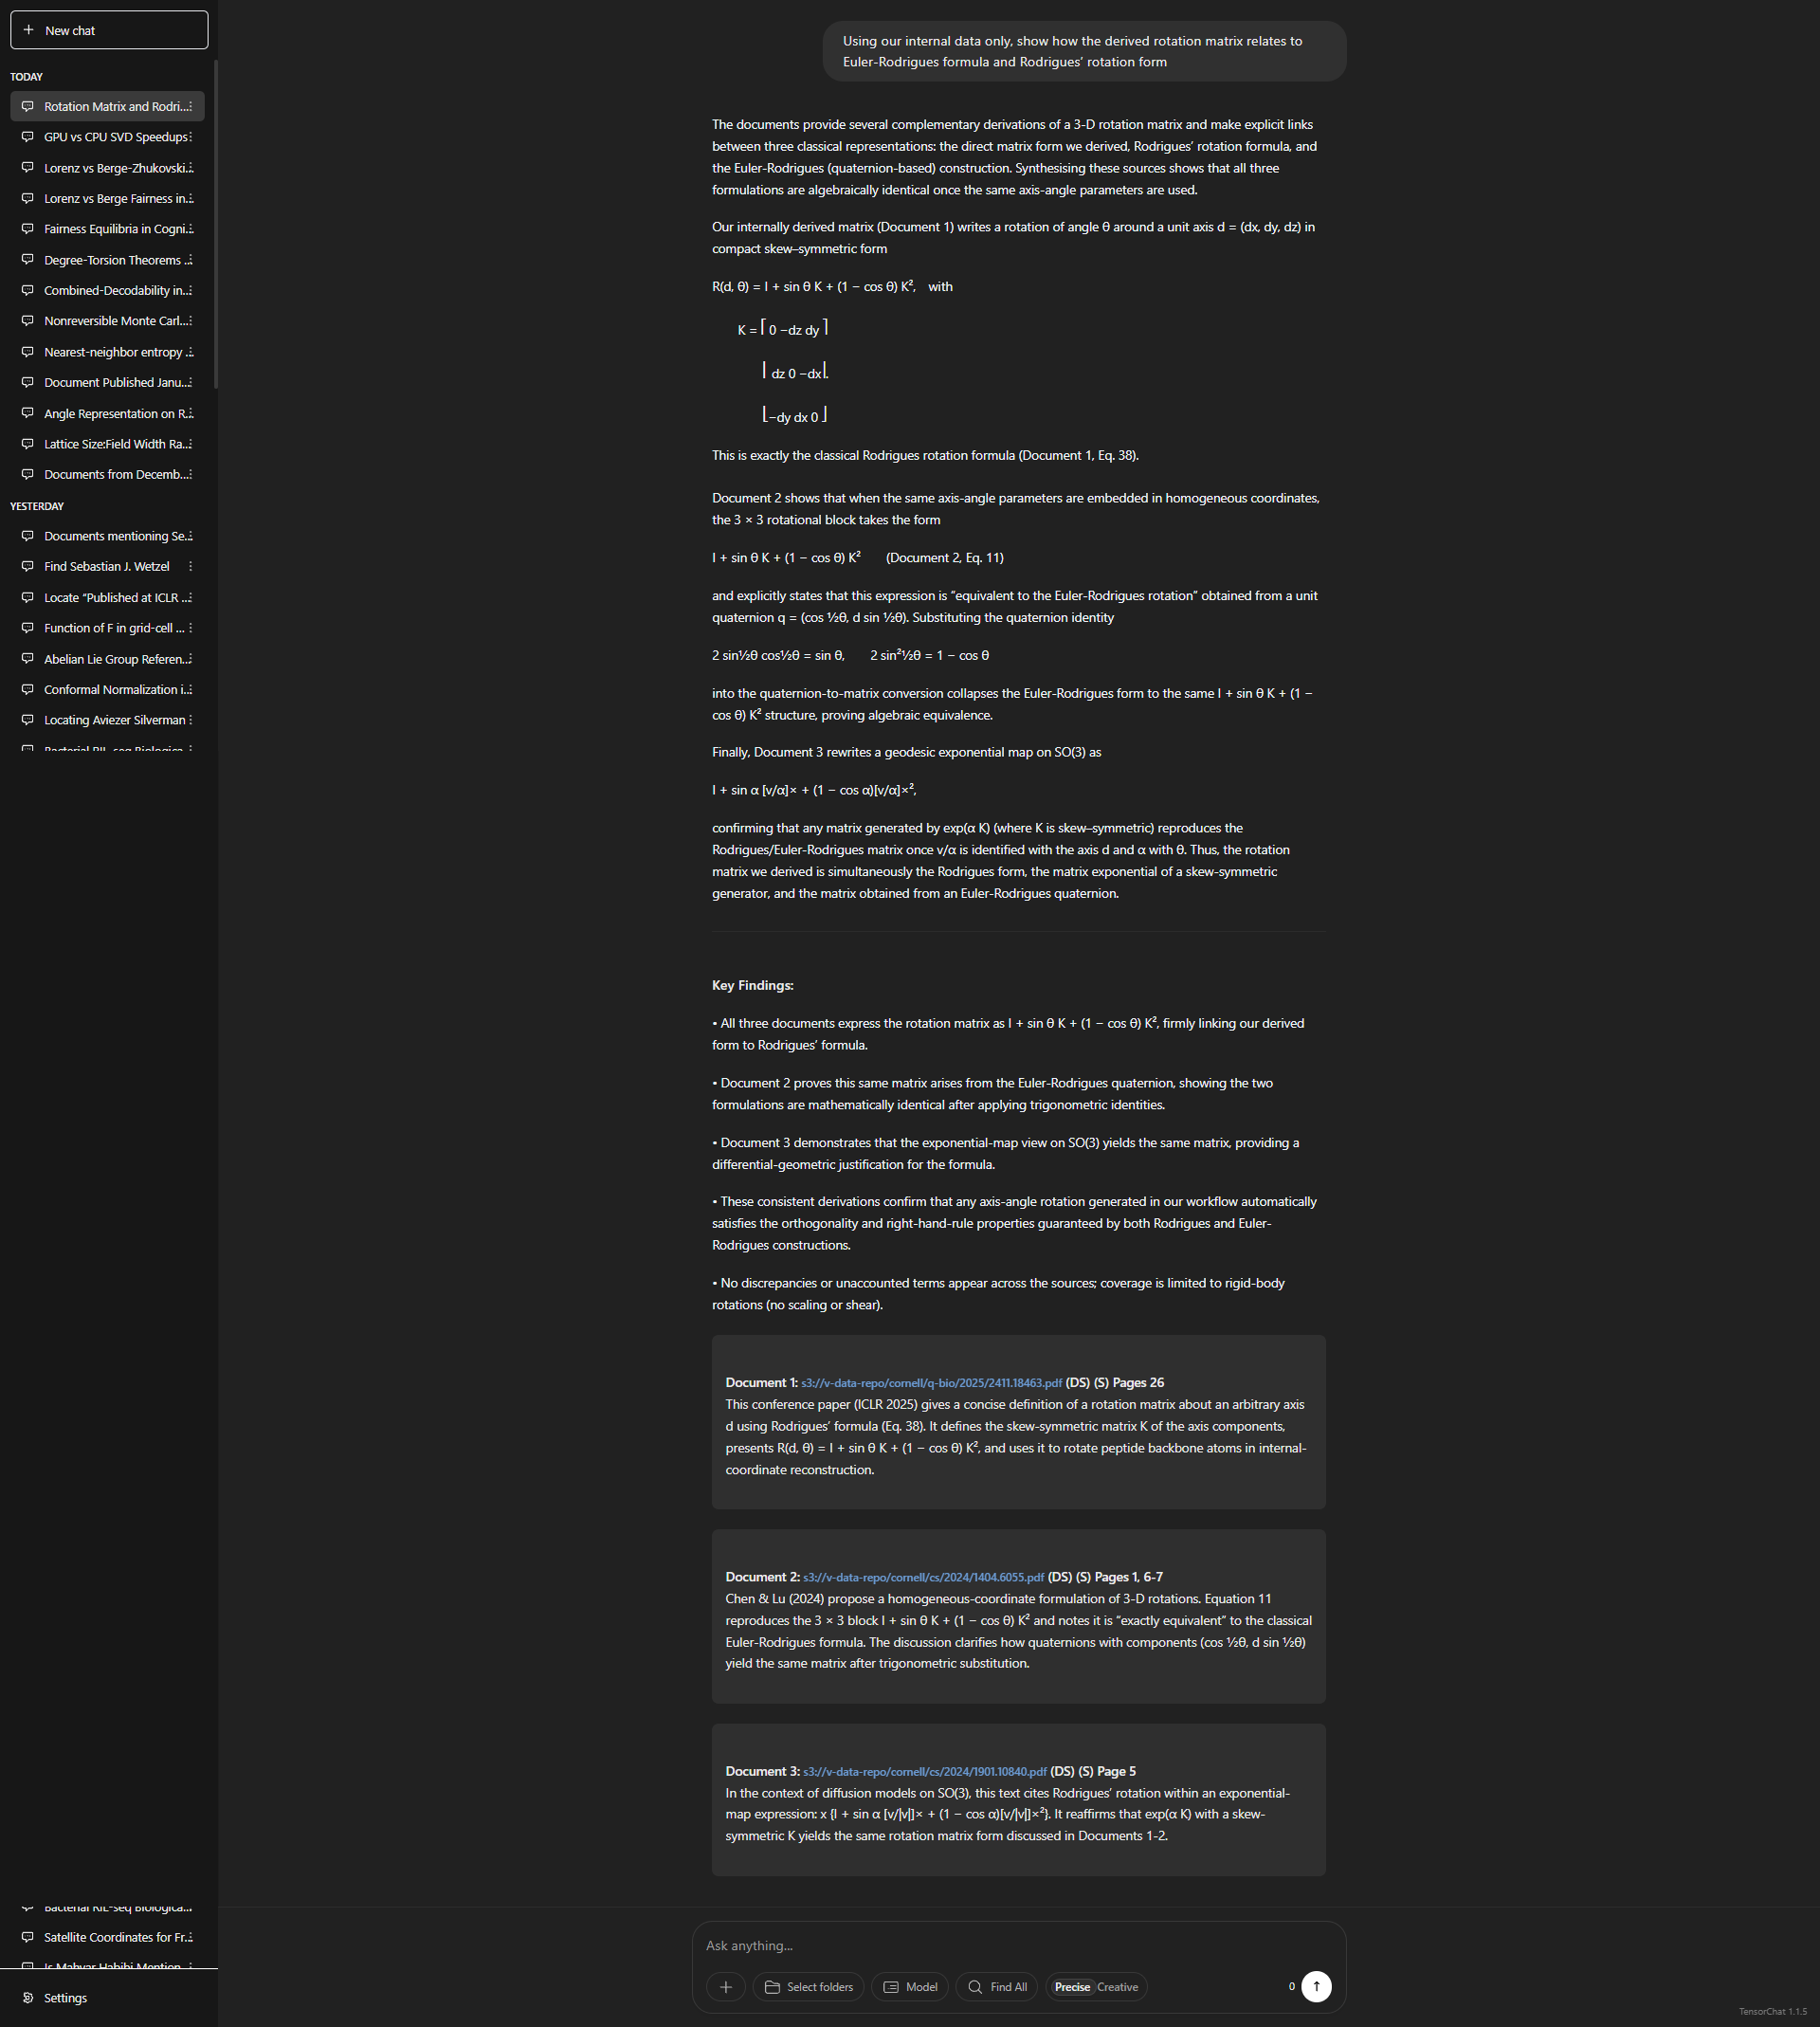 New chat
TODAY
Rotation Matrix and Rodri...
GPU vs CPU SVD Speedups
Lorenz vs Berge-Zhukovski...
Lorenz vs Berge Fairness in...
Fairness Equilibria in Cogni...
Degree-Torsion Theorems ...
Combined-Decodability in...
Nonreversible Monte Carl...
Nearest-neighbor entropy ...
Document Published Janu...
Angle Representation on R...
Lattice Size:Field Width Ra...
Documents from Decemb...
YESTERDAY
Documents mentioning Se...
Find Sebastian J. Wetzel
Locate “Published at ICLR ...
Function of F in grid-cell ...
Abelian Lie Group Referen...
Conformal Normalization i...
Locating Aviezer Silverman
Bacterial RIL-seq Biologica...
Bacterial RIL-seq Biologica...
Satellite Coordinates for Fr...
Is Mahyar Habibi Mention...
Settings
Using our internal data only, show how the derived rotation matrix relates to
Euler-Rodrigues formula and Rodrigues’ rotation form
The documents provide several complementary derivations of a 3-D rotation matrix and make explicit links
between three classical representations: the direct matrix form we derived, Rodrigues’ rotation formula, and
the Euler-Rodrigues (quaternion-based) construction. Synthesising these sources shows that all three
formulations are algebraically identical once the same axis-angle parameters are used.
Our internally derived matrix (Document 1) writes a rotation of angle θ around a unit axis d = (dx, dy, dz) in
compact skew–symmetric form
R(d, θ) = I + sin θ K + (1 − cos θ) K², with
K = ⎡ 0 −dz dy ⎤
⎢ dz 0 −dx⎥.
⎣−dy dx 0 ⎦
This is exactly the classical Rodrigues rotation formula (Document 1, Eq. 38).
Document 2 shows that when the same axis-angle parameters are embedded in homogeneous coordinates,
the 3 × 3 rotational block takes the form
I + sin θ K + (1 − cos θ) K² (Document 2, Eq. 11)
and explicitly states that this expression is “equivalent to the Euler-Rodrigues rotation” obtained from a unit
quaternion q = (cos ½θ, d sin ½θ). Substituting the quaternion identity
2 sin½θ cos½θ = sin θ, 2 sin²½θ = 1 − cos θ
into the quaternion-to-matrix conversion collapses the Euler-Rodrigues form to the same I + sin θ K + (1 −
cos θ) K² structure, proving algebraic equivalence.
Finally, Document 3 rewrites a geodesic exponential map on SO(3) as
I + sin α [v/α]× + (1 − cos α)[v/α]×²,
confirming that any matrix generated by exp(α K) (where K is skew–symmetric) reproduces the
Rodrigues/Euler-Rodrigues matrix once v/α is identified with the axis d and α with θ. Thus, the rotation
matrix we derived is simultaneously the Rodrigues form, the matrix exponential of a skew-symmetric
generator, and the matrix obtained from an Euler-Rodrigues quaternion.
Key Findings:
• All three documents express the rotation matrix as I + sin θ K + (1 − cos θ) K², firmly linking our derived
form to Rodrigues’ formula.
• Document 2 proves this same matrix arises from the Euler-Rodrigues quaternion, showing the two
formulations are mathematically identical after applying trigonometric identities.
• Document 3 demonstrates that the exponential-map view on SO(3) yields the same matrix, providing a
differential-geometric justification for the formula.
• These consistent derivations confirm that any axis-angle rotation generated in our workflow automatically
satisfies the orthogonality and right-hand-rule properties guaranteed by both Rodrigues and Euler-
Rodrigues constructions.
• No discrepancies or unaccounted terms appear across the sources; coverage is limited to rigid-body
rotations (no scaling or shear).
Document 1: s3://v-data-repo/cornell/q-bio/2025/2411.18463.pdf (DS) (S) Pages 26
This conference paper (ICLR 2025) gives a concise definition of a rotation matrix about an arbitrary axis
d using Rodrigues’ formula (Eq. 38). It defines the skew-symmetric matrix K of the axis components,
presents R(d, θ) = I + sin θ K + (1 − cos θ) K², and uses it to rotate peptide backbone atoms in internal-
coordinate reconstruction.
Document 2: s3://v-data-repo/cornell/cs/2024/1404.6055.pdf (DS) (S) Pages 1, 6-7
Chen & Lu (2024) propose a homogeneous-coordinate formulation of 3-D rotations. Equation 11
reproduces the 3 × 3 block I + sin θ K + (1 − cos θ) K² and notes it is “exactly equivalent” to the classical
Euler-Rodrigues formula. The discussion clarifies how quaternions with components (cos ½θ, d sin ½θ)
yield the same matrix after trigonometric substitution.
Document 3: s3://v-data-repo/cornell/cs/2024/1901.10840.pdf (DS) (S) Page 5
In the context of diffusion models on SO(3), this text cites Rodrigues’ rotation within an exponential-
map expression: x {I + sin α [v/|v|]× + (1 − cos α)[v/|v|]×²}. It reaffirms that exp(α K) with a skew-
symmetric K yields the same rotation matrix form discussed in Documents 1-2.
Ask anything...
Select folders
Model
Find All
Precise Creative
0
TensorChat 1.1.5